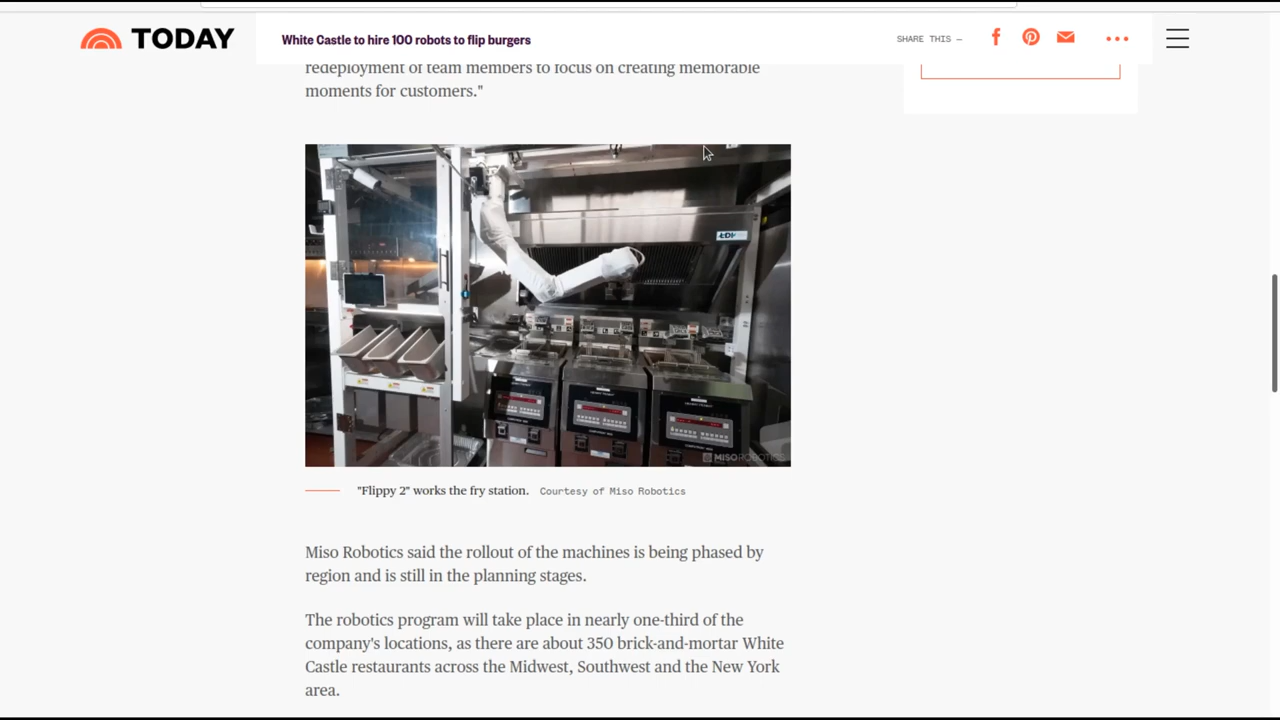 TODAY
White Castle to hire 100 robots to flip burgers
SHARE THIS —
redeployment of team members to focus on creating memorable
moments for customers."
MISOROBOTICS
"Flippy 2" works the fry station. Courtesy of Miso Robotics
Miso Robotics said the rollout of the machines is being phased by
region and is still in the planning stages.
The robotics program will take place in nearly one-third of the
company's locations, as there are about 350 brick-and-mortar White
Castle restaurants across the Midwest, Southwest and the New York
area.